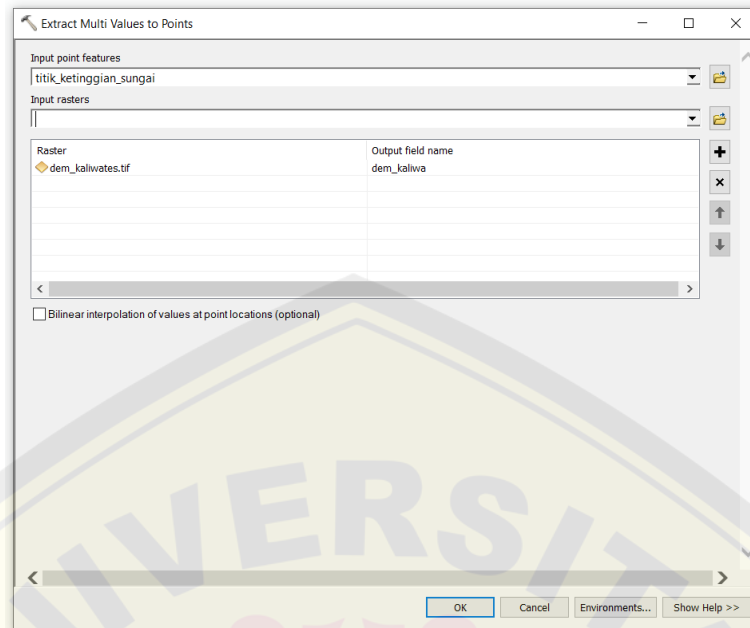 Extract Multi Values to Points
Input point features
titik_ketinggian_sungai
Input rasters
Raster Output field name
dem_kaliwates.tif dem_kaliwa
Bilinear interpolation of values at point locations (optional)
IVERSIT
OK Cancel Environments... Show Help >>